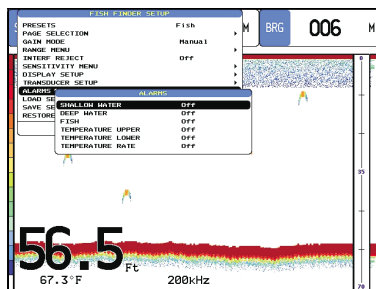 FISH FINDER SETUP
PRESETS Fish
PAGE SELECTION
GAIN MODE Manual
RANGE MENU
INTERF REJECT Off
SENSITIVITY MENU
DISPLAY SETUP
TRANSDUCER SETUP
ALARMS
LOAD SE
SAVE SE
RESTORE
ALARMS
SHALLOW WATER Off
DEEP WATER Off
FISH Off
TEMPERATURE UPPER Off
TEMPERATURE LOWER Off
TEMPERATURE RATE Off
M BRG 006 M
0
35
70
56.5 Ft
67.3°F 200kHz